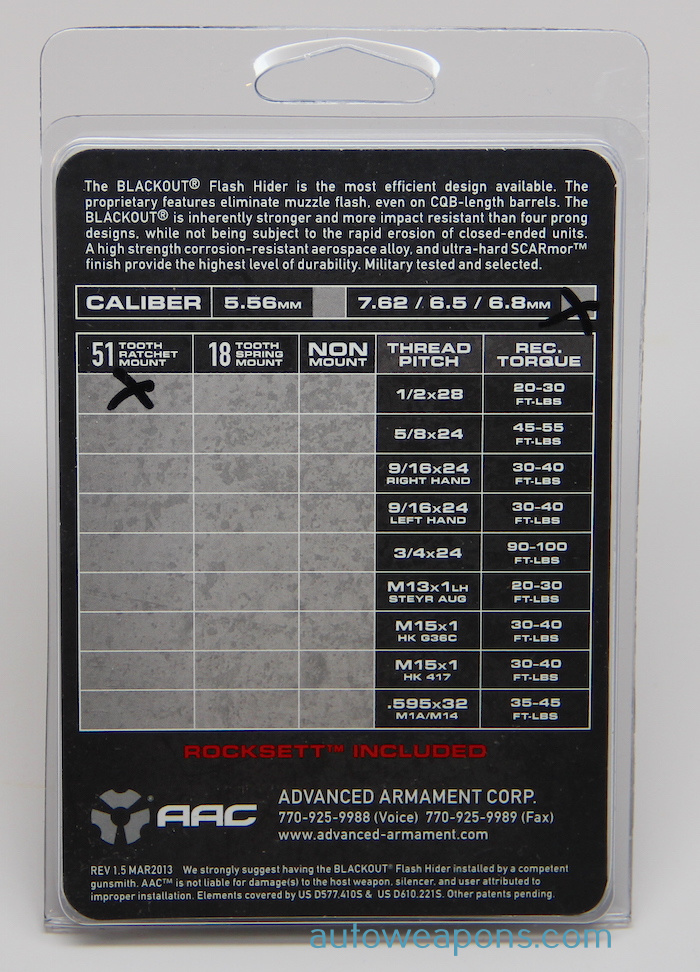 The BLACKOUT® Flash Hider is the most efficient design available. The
proprietary features eliminate muzzle flash, even on CQB-length barrels. The
BLACKOUT® is inherently stronger and more impact resistant than four prong
designs, while not being subject to the rapid erosion of closed-ended units.
A high strength corrosion-resistant aerospace alloy, and ultra-hard SCARmor™
finish provide the highest level of durability. Military tested and selected.
CALIBER 5.56MM 7.62 / 6.5 / 6.8MM X
51 TOOTH RATCHET MOUNT 18 TOOTH SPRING MOUNT NON MOUNT THREAD PITCH REC. TORQUE
X 1/2x28 20-30 FT-LBS
5/8x24 45-55 FT-LBS
9/16x24 RIGHT HAND 30-40 FT-LBS
9/16x24 LEFT HAND 30-40 FT-LBS
3/4x24 90-100 FT-LBS
M13x1LH STEYR AUG 20-30 FT-LBS
M15x1 HK G36C 30-40 FT-LBS
M15x1 HK 417 30-40 FT-LBS
.595x32 M1A/M14 35-45 FT-LBS
ROCKSETT™ INCLUDED
AAC
ADVANCED ARMAMENT CORP.
770-925-9988 (Voice) 770-925-9989 (Fax)
www.advanced-armament.com
REV 1.5 MAR2013 We strongly suggest having the BLACKOUT® Flash Hider installed by a competent
gunsmith. AAC™ is not liable for damage(s) to the host weapon, silencer, and user attributed to
improper installation. Elements covered by US D577,410S & US D610,221S. Other patents pending.
autoweapons.com